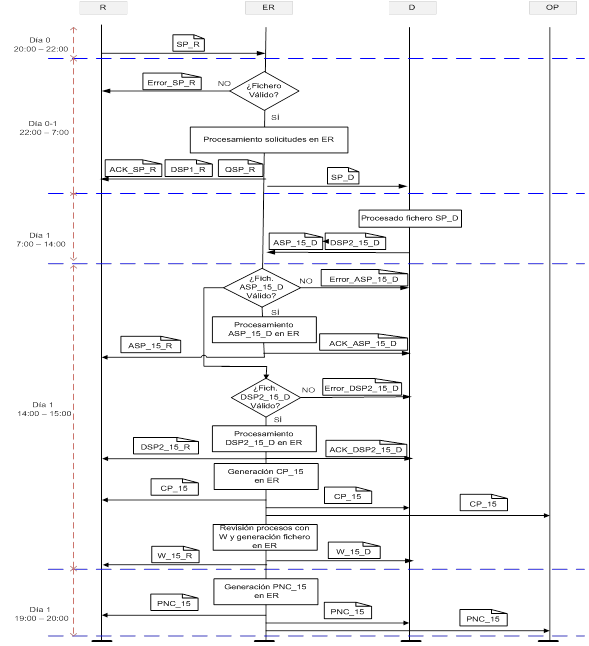 R
ER
D
OP
Día 0
20:00 – 22:00
SP_R
Error_SP_R
NO
¿Fichero
Válido?
SÍ
Día 0-1
22:00 – 7:00
Procesamiento solicitudes en ER
ACK_SP_R
DSP1_R
QSP_R
SP_D
Procesado fichero SP_D
Día 1
7:00 – 14:00
ASP_15_D
DSP2_15_D
¿Fich.
ASP_15_D
Válido?
NO
Error_ASP_15_D
SÍ
Procesamiento
ASP_15_D en ER
ASP_15_R
ACK_ASP_15_D
Día 1
14:00 – 15:00
¿Fich.
DSP2_15_D
Válido?
NO
Error_DSP2_15_D
SÍ
Procesamiento
DSP2_15_D en ER
DSP2_15_R
ACK_DSP2_15_D
Generación CP_15
en ER
CP_15
CP_15
CP_15
Revisión procesos con
W y generación fichero
en ER
W_15_R
W_15_D
Día 1
19:00 – 20:00
Generación PNC_15
en ER
PNC_15
PNC_15
PNC_15